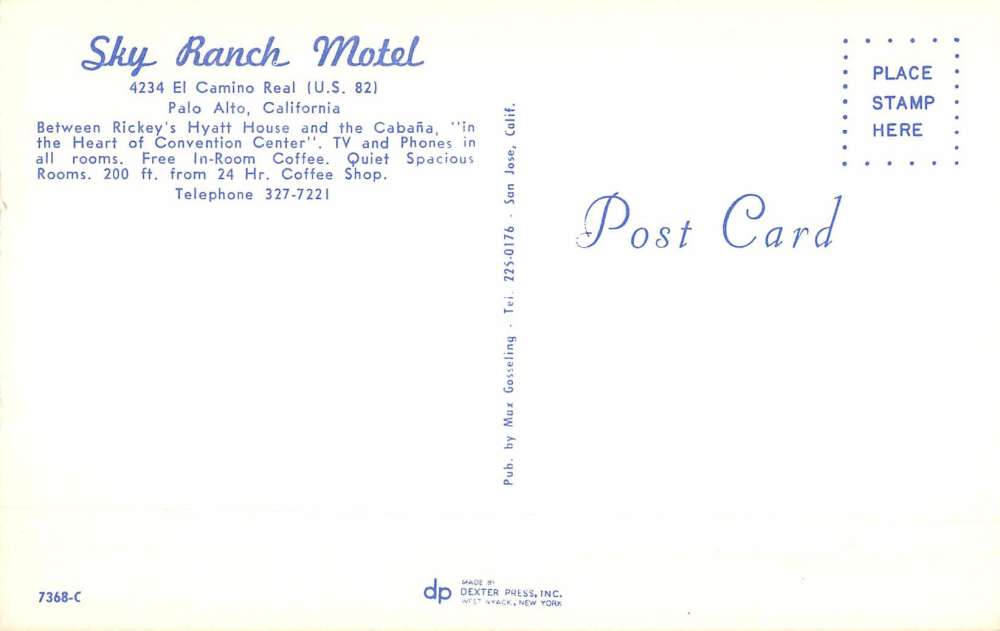 Sky Ranch Motel
4234 El Camino Real (U.S. 82)
Palo Alto, California
Between Rickey's Hyatt House and the Cabaña, "in
the Heart of Convention Center". TV and Phones in
all rooms. Free In-Room Coffee. Quiet Spacious
Rooms. 200 ft. from 24 Hr. Coffee Shop.
Telephone 327-7221
Pub. by Max Gosseling · Tel. 225-0176 · San Jose, Calif.
PLACE
STAMP
HERE
Post Card
7368-C
dp
MADE BY
DEXTER PRESS, INC.
WEST NYACK, NEW YORK